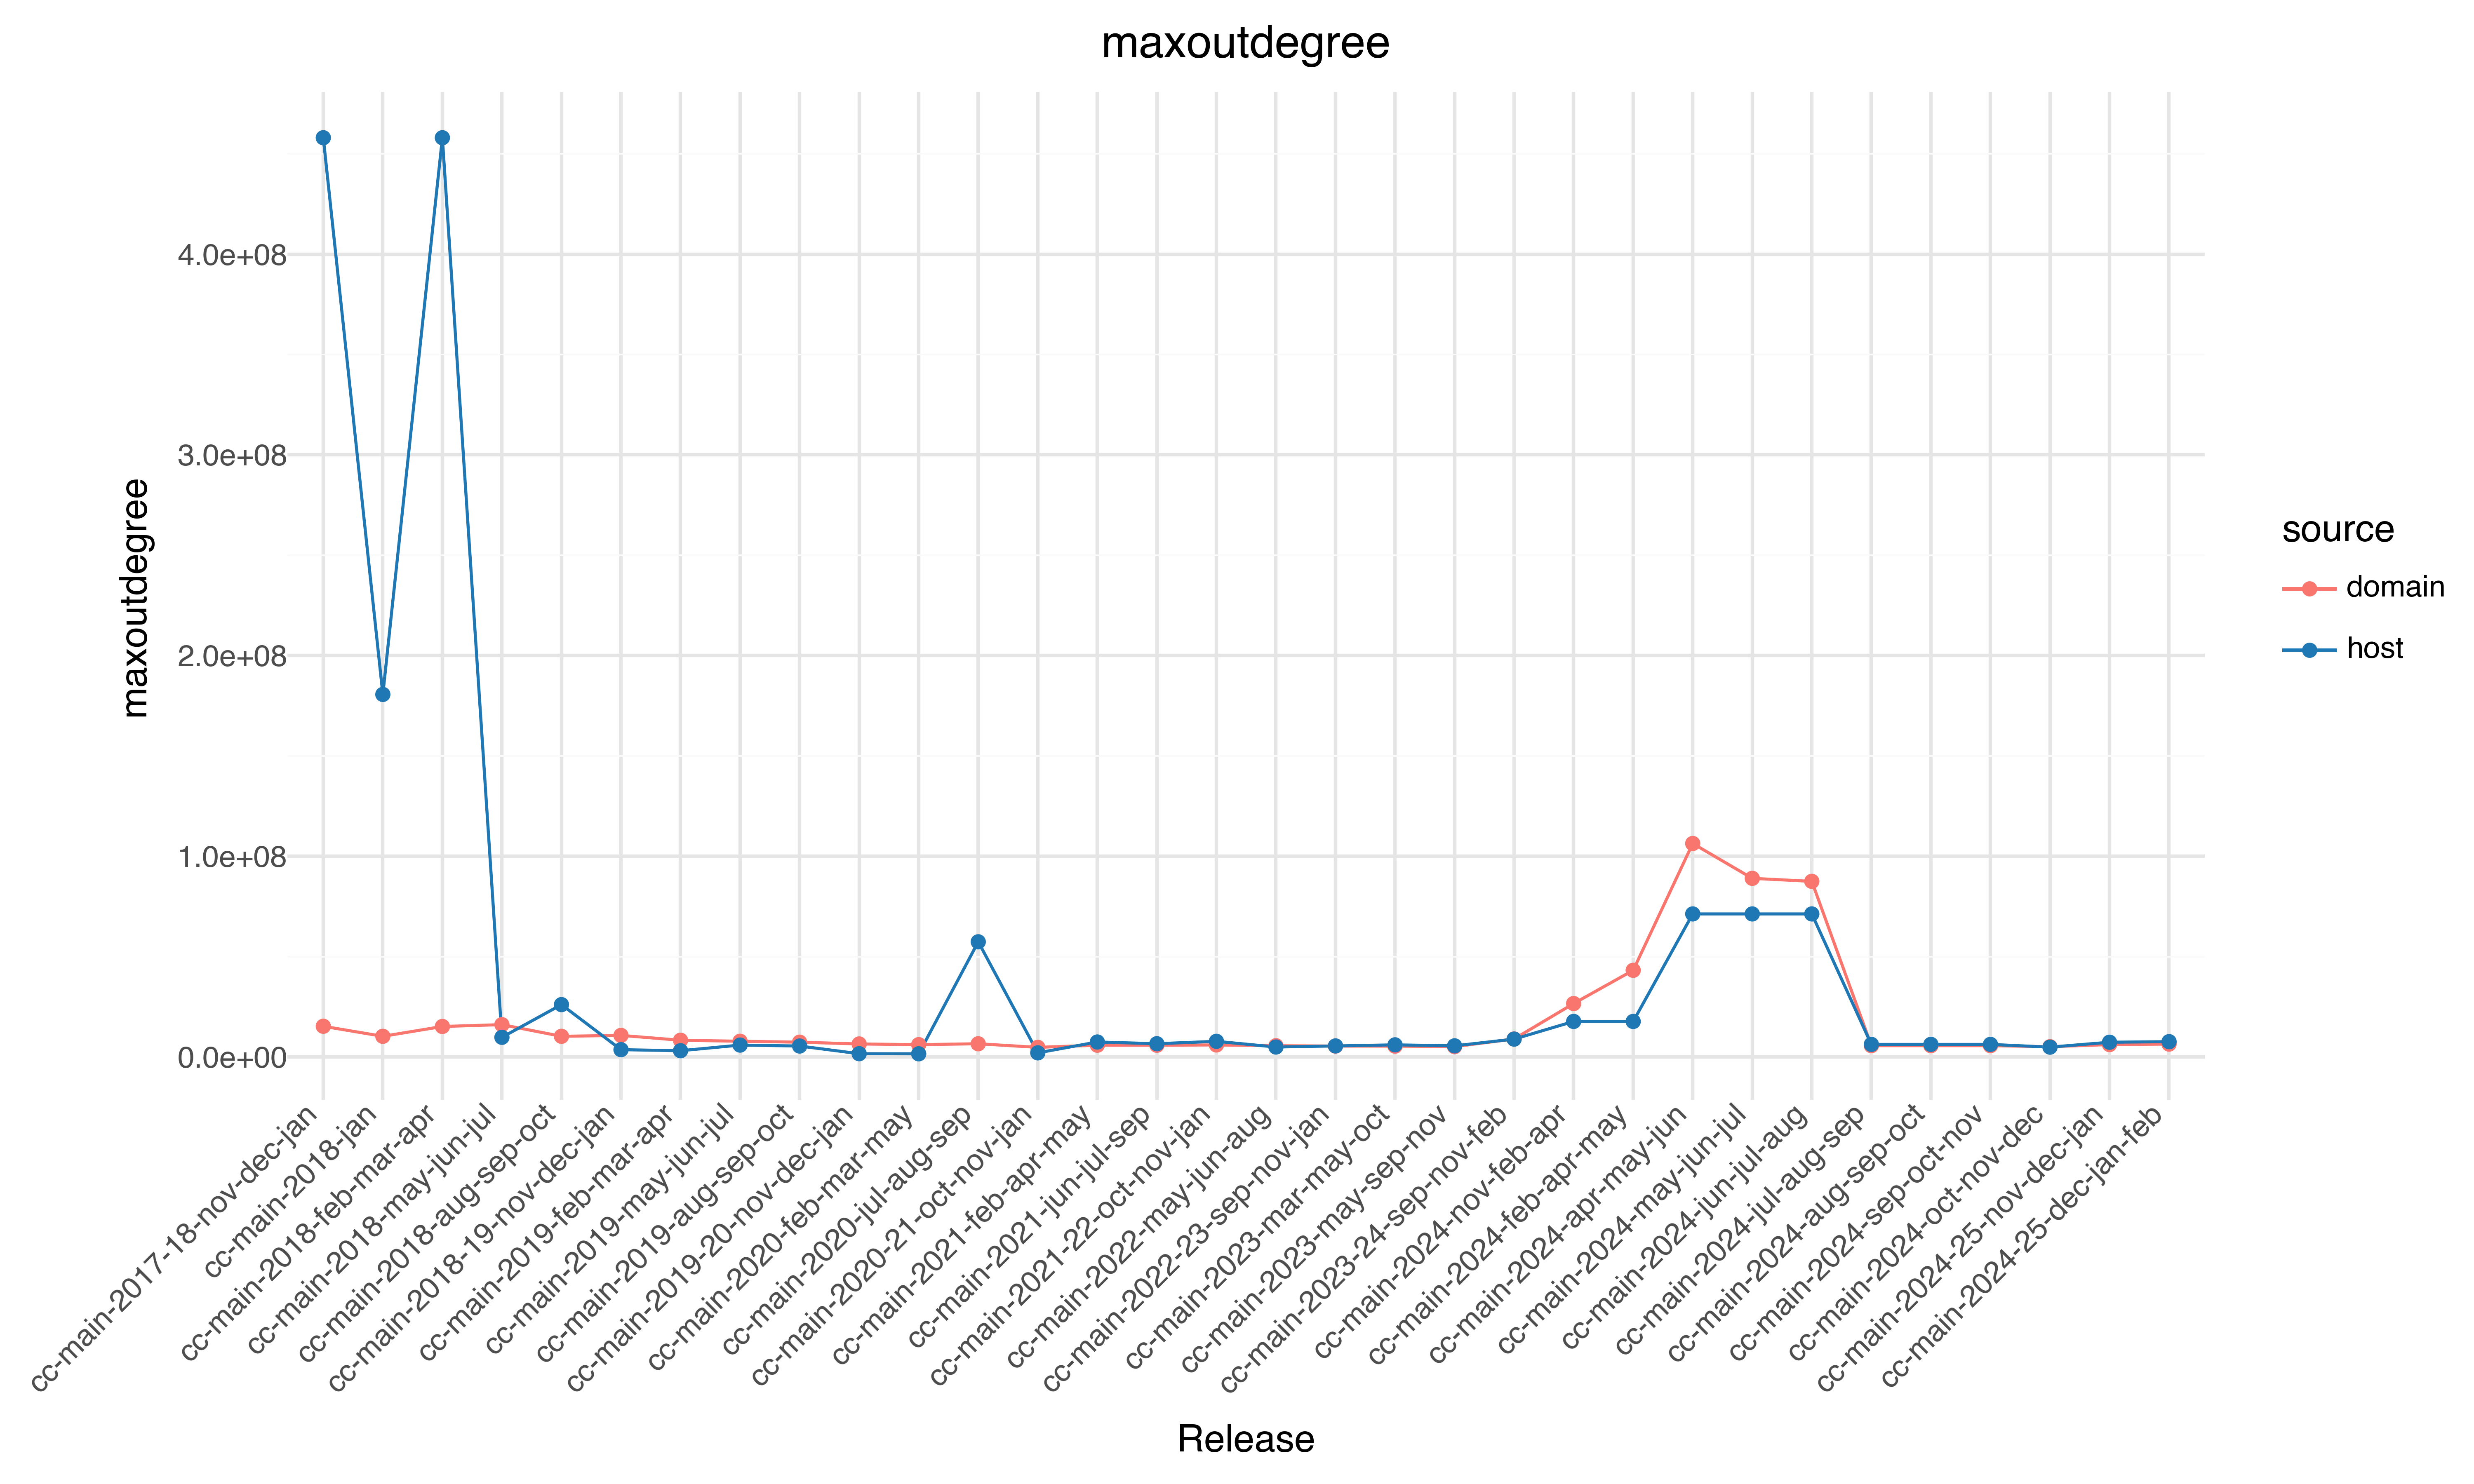 maxoutdegree
maxoutdegree
4.0e+08
3.0e+08
2.0e+08
1.0e+08
0.0e+00
source
domain
host
cc-main-2017-18-nov-dec-jan
cc-main-2018-jan
cc-main-2018-feb-mar-apr
cc-main-2018-may-jun-jul
cc-main-2018-aug-sep-oct
cc-main-2018-19-nov-dec-jan
cc-main-2019-feb-mar-apr
cc-main-2019-may-jun-jul
cc-main-2019-aug-sep-oct
cc-main-2019-20-nov-dec-jan
cc-main-2020-feb-mar-may
cc-main-2020-jul-aug-sep
cc-main-2020-21-oct-nov-jan
cc-main-2021-feb-apr-may
cc-main-2021-jun-jul-sep
cc-main-2021-22-oct-nov-jan
cc-main-2022-may-jun-aug
cc-main-2022-23-sep-nov-jan
cc-main-2023-mar-may-oct
cc-main-2023-may-sep-nov
cc-main-2023-24-sep-nov-feb
cc-main-2024-nov-feb-apr
cc-main-2024-feb-apr-may
cc-main-2024-apr-may-jun
cc-main-2024-may-jun-jul
cc-main-2024-jun-jul-aug
cc-main-2024-jul-aug-sep
cc-main-2024-aug-sep-oct
cc-main-2024-sep-oct-nov
cc-main-2024-oct-nov-dec
cc-main-2024-25-nov-dec-jan
cc-main-2024-25-dec-jan-feb
Release